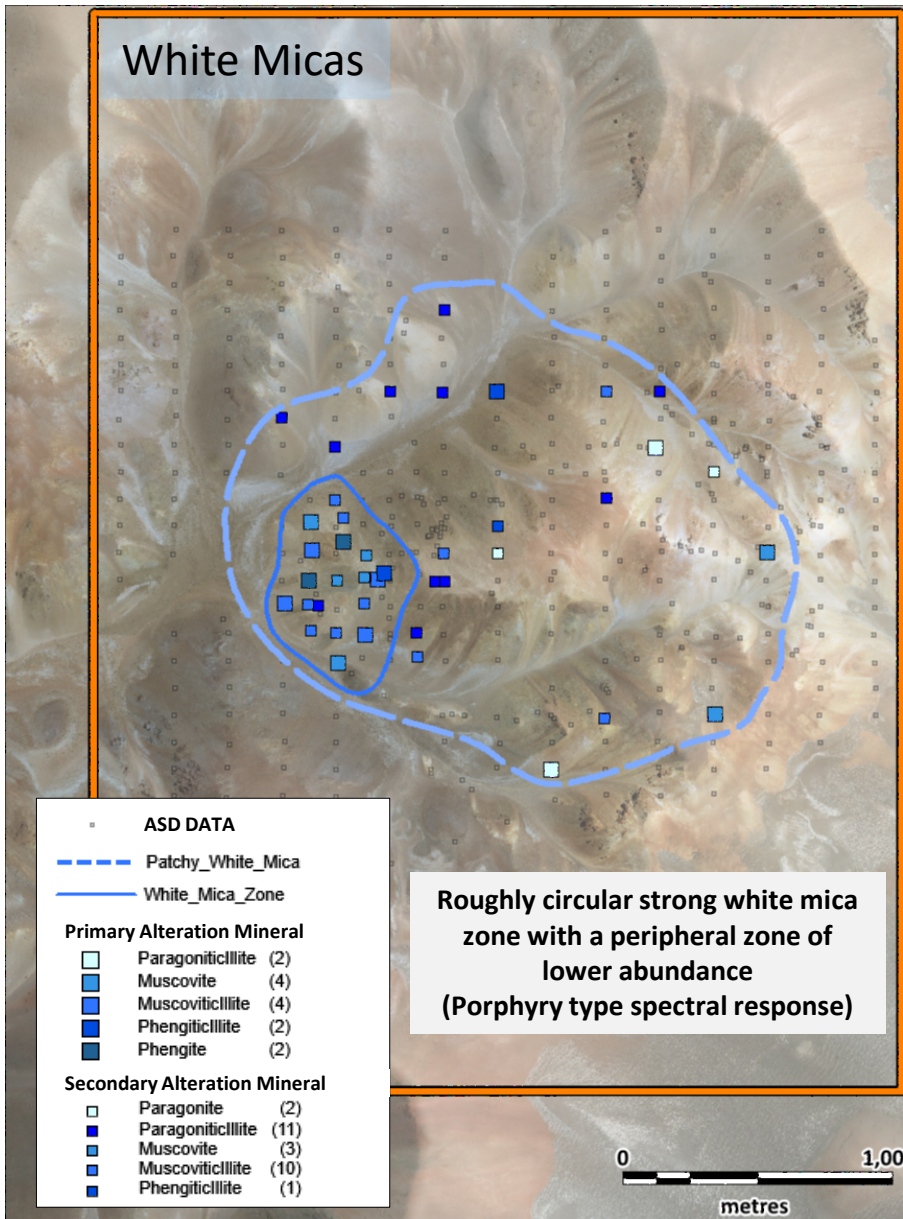 White Micas
ASD DATA
Patchy_White_Mica
White_Mica_Zone
Primary Alteration Mineral
ParagoniticIllite (2)
Muscovite (4)
MuscoviticIllite (4)
PhengiticIllite (2)
Phengite (2)
Secondary Alteration Mineral
Paragonite (2)
ParagoniticIllite (11)
Muscovite (3)
MuscoviticIllite (10)
PhengiticIllite (1)
Roughly circular strong white mica
zone with a peripheral zone of
lower abundance
(Porphyry type spectral response)
0 1,00
metres